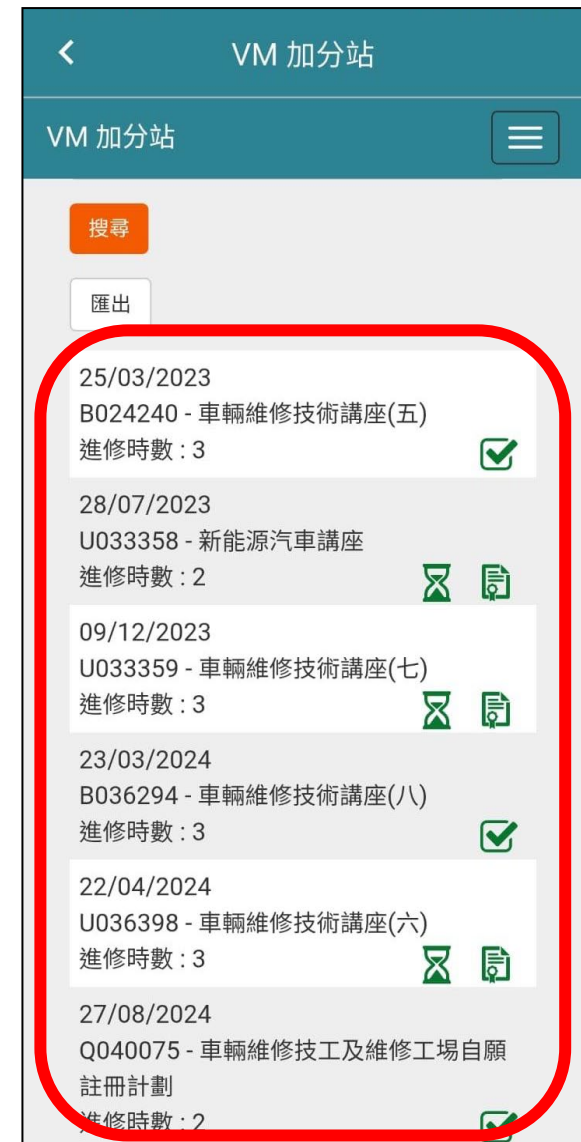 VM 加分站
VM 加分站
搜尋
匯出
25/03/2023
B024240 - 車輛維修技術講座(五)
進修時數 : 3
28/07/2023
U033358 - 新能源汽車講座
進修時數 : 2
09/12/2023
U033359 - 車輛維修技術講座(七)
進修時數 : 3
23/03/2024
B036294 - 車輛維修技術講座(八)
進修時數 : 3
22/04/2024
U036398 - 車輛維修技術講座(六)
進修時數 : 3
27/08/2024
Q040075 - 車輛維修技工及維修工場自願
註冊計劃
進修時數 : 2